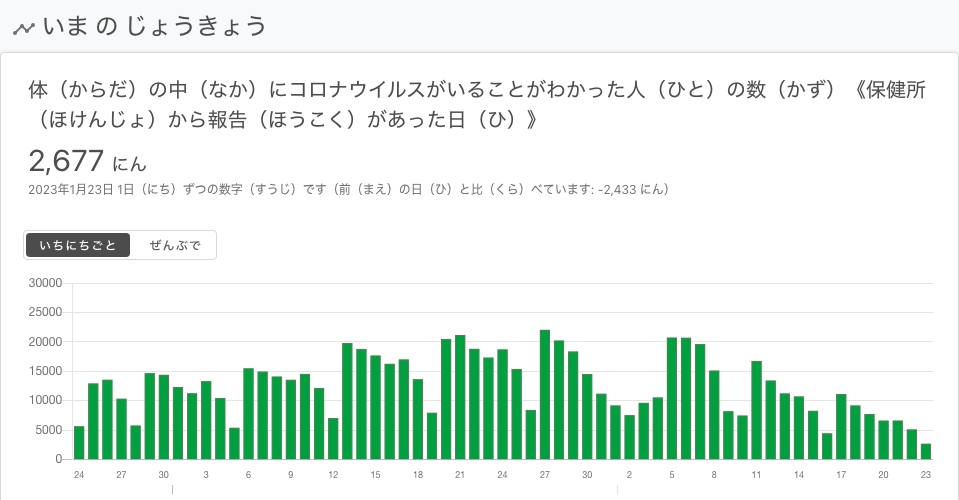 いま の じょうきょう
体（からだ）の中（なか）にコロナウイルスがいることがわかった人（ひと）の数（かず）《保健所
（ほけんじょ）から報告（ほうこく）があった日（ひ）》
2,677 にん
2023年1月23日 1日（にち）ずつの数字（すうじ）です（前（まえ）の日（ひ）と比（くら）べています: -2,433 にん）
いちにちごと ぜんぶで
30000
25000
20000
15000
10000
5000
0
24 27 30 3 6 9 12 15 18 21 24 27 30 2 5 8 11 14 17 20 23